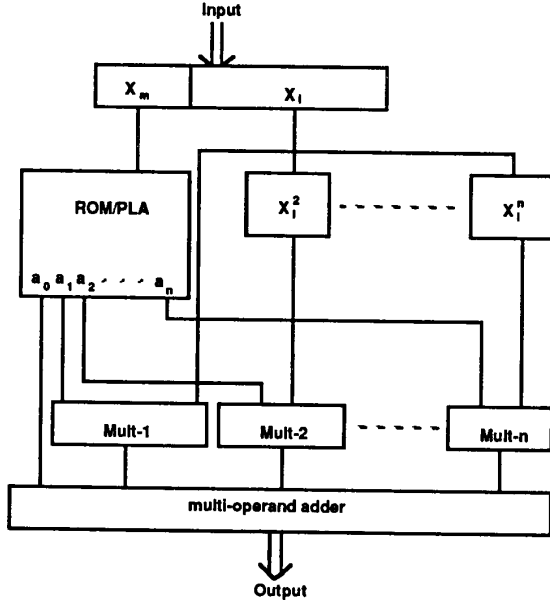 Input
X_m X_l
ROM/PLA X_l^2 X_l^n
a_0 a_1 a_2 a_n
Mult-1 Mult-2 Mult-n
multi-operand adder
Output